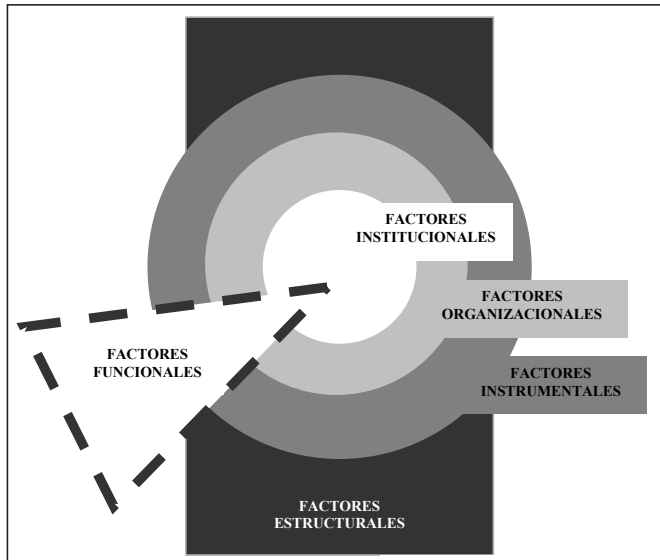 FACTORES
INSTITUCIONALES
FACTORES
ORGANIZACIONALES
FACTORES
FUNCIONALES
FACTORES
INSTRUMENTALES
FACTORES
ESTRUCTURALES